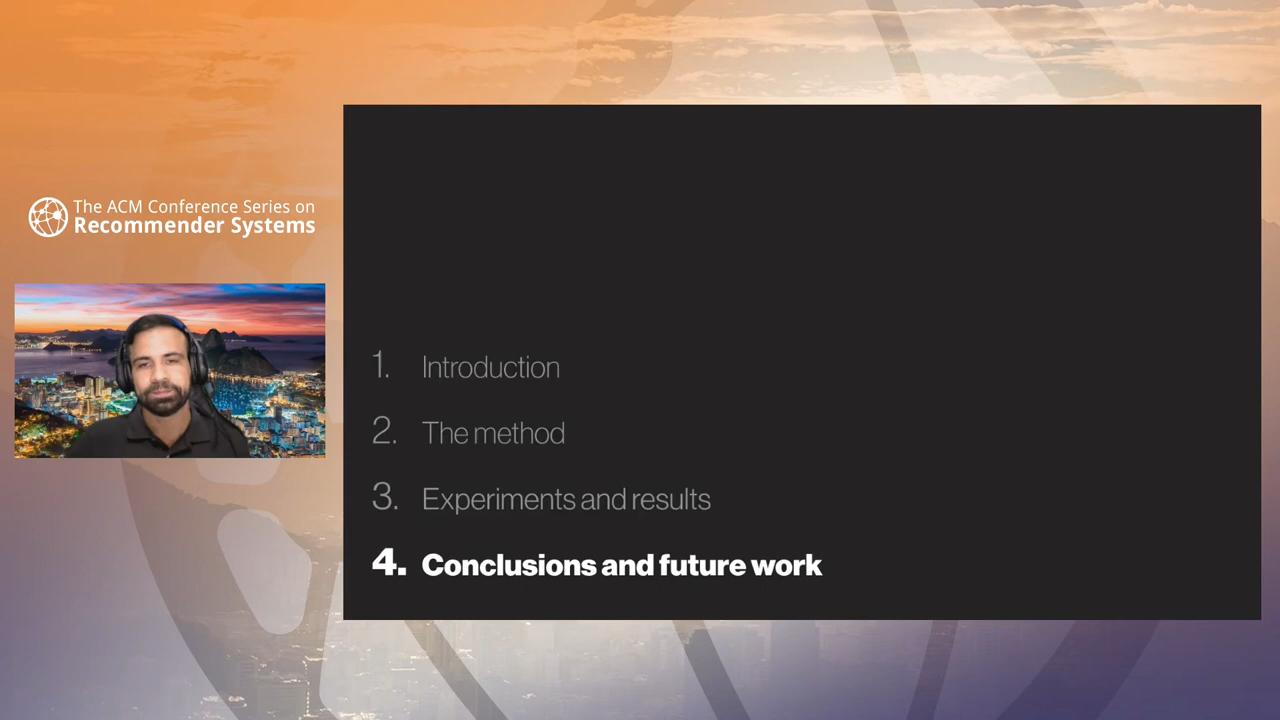 The ACM Conference Series on
Recommender Systems
1. Introduction
2. The method
3. Experiments and results
4. Conclusions and future work